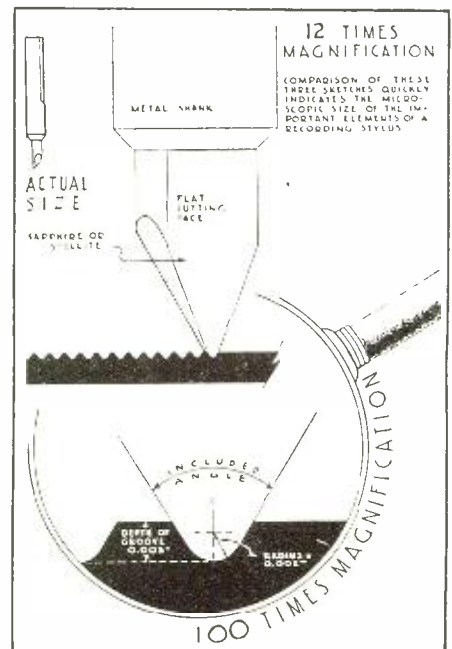 12 TIMES
MAGNIFICATION
COMPARISON OF THESE
THREE SKETCHES QUICKLY
INDICATES THE MICRO-
SCOPIC SIZE OF THE IM-
PORTANT ELEMENTS OF A
RECORDING STYLUS
METAL SHANK
ACTUAL
SIZE
FLAT
CUTTING
FACE
SAPPHIRE OR
STELLITE
INCLUDED
ANGLE
DEPTH OF
GROOVE
RADIUS
0.002"
100 TIMES MAGNIFICATION